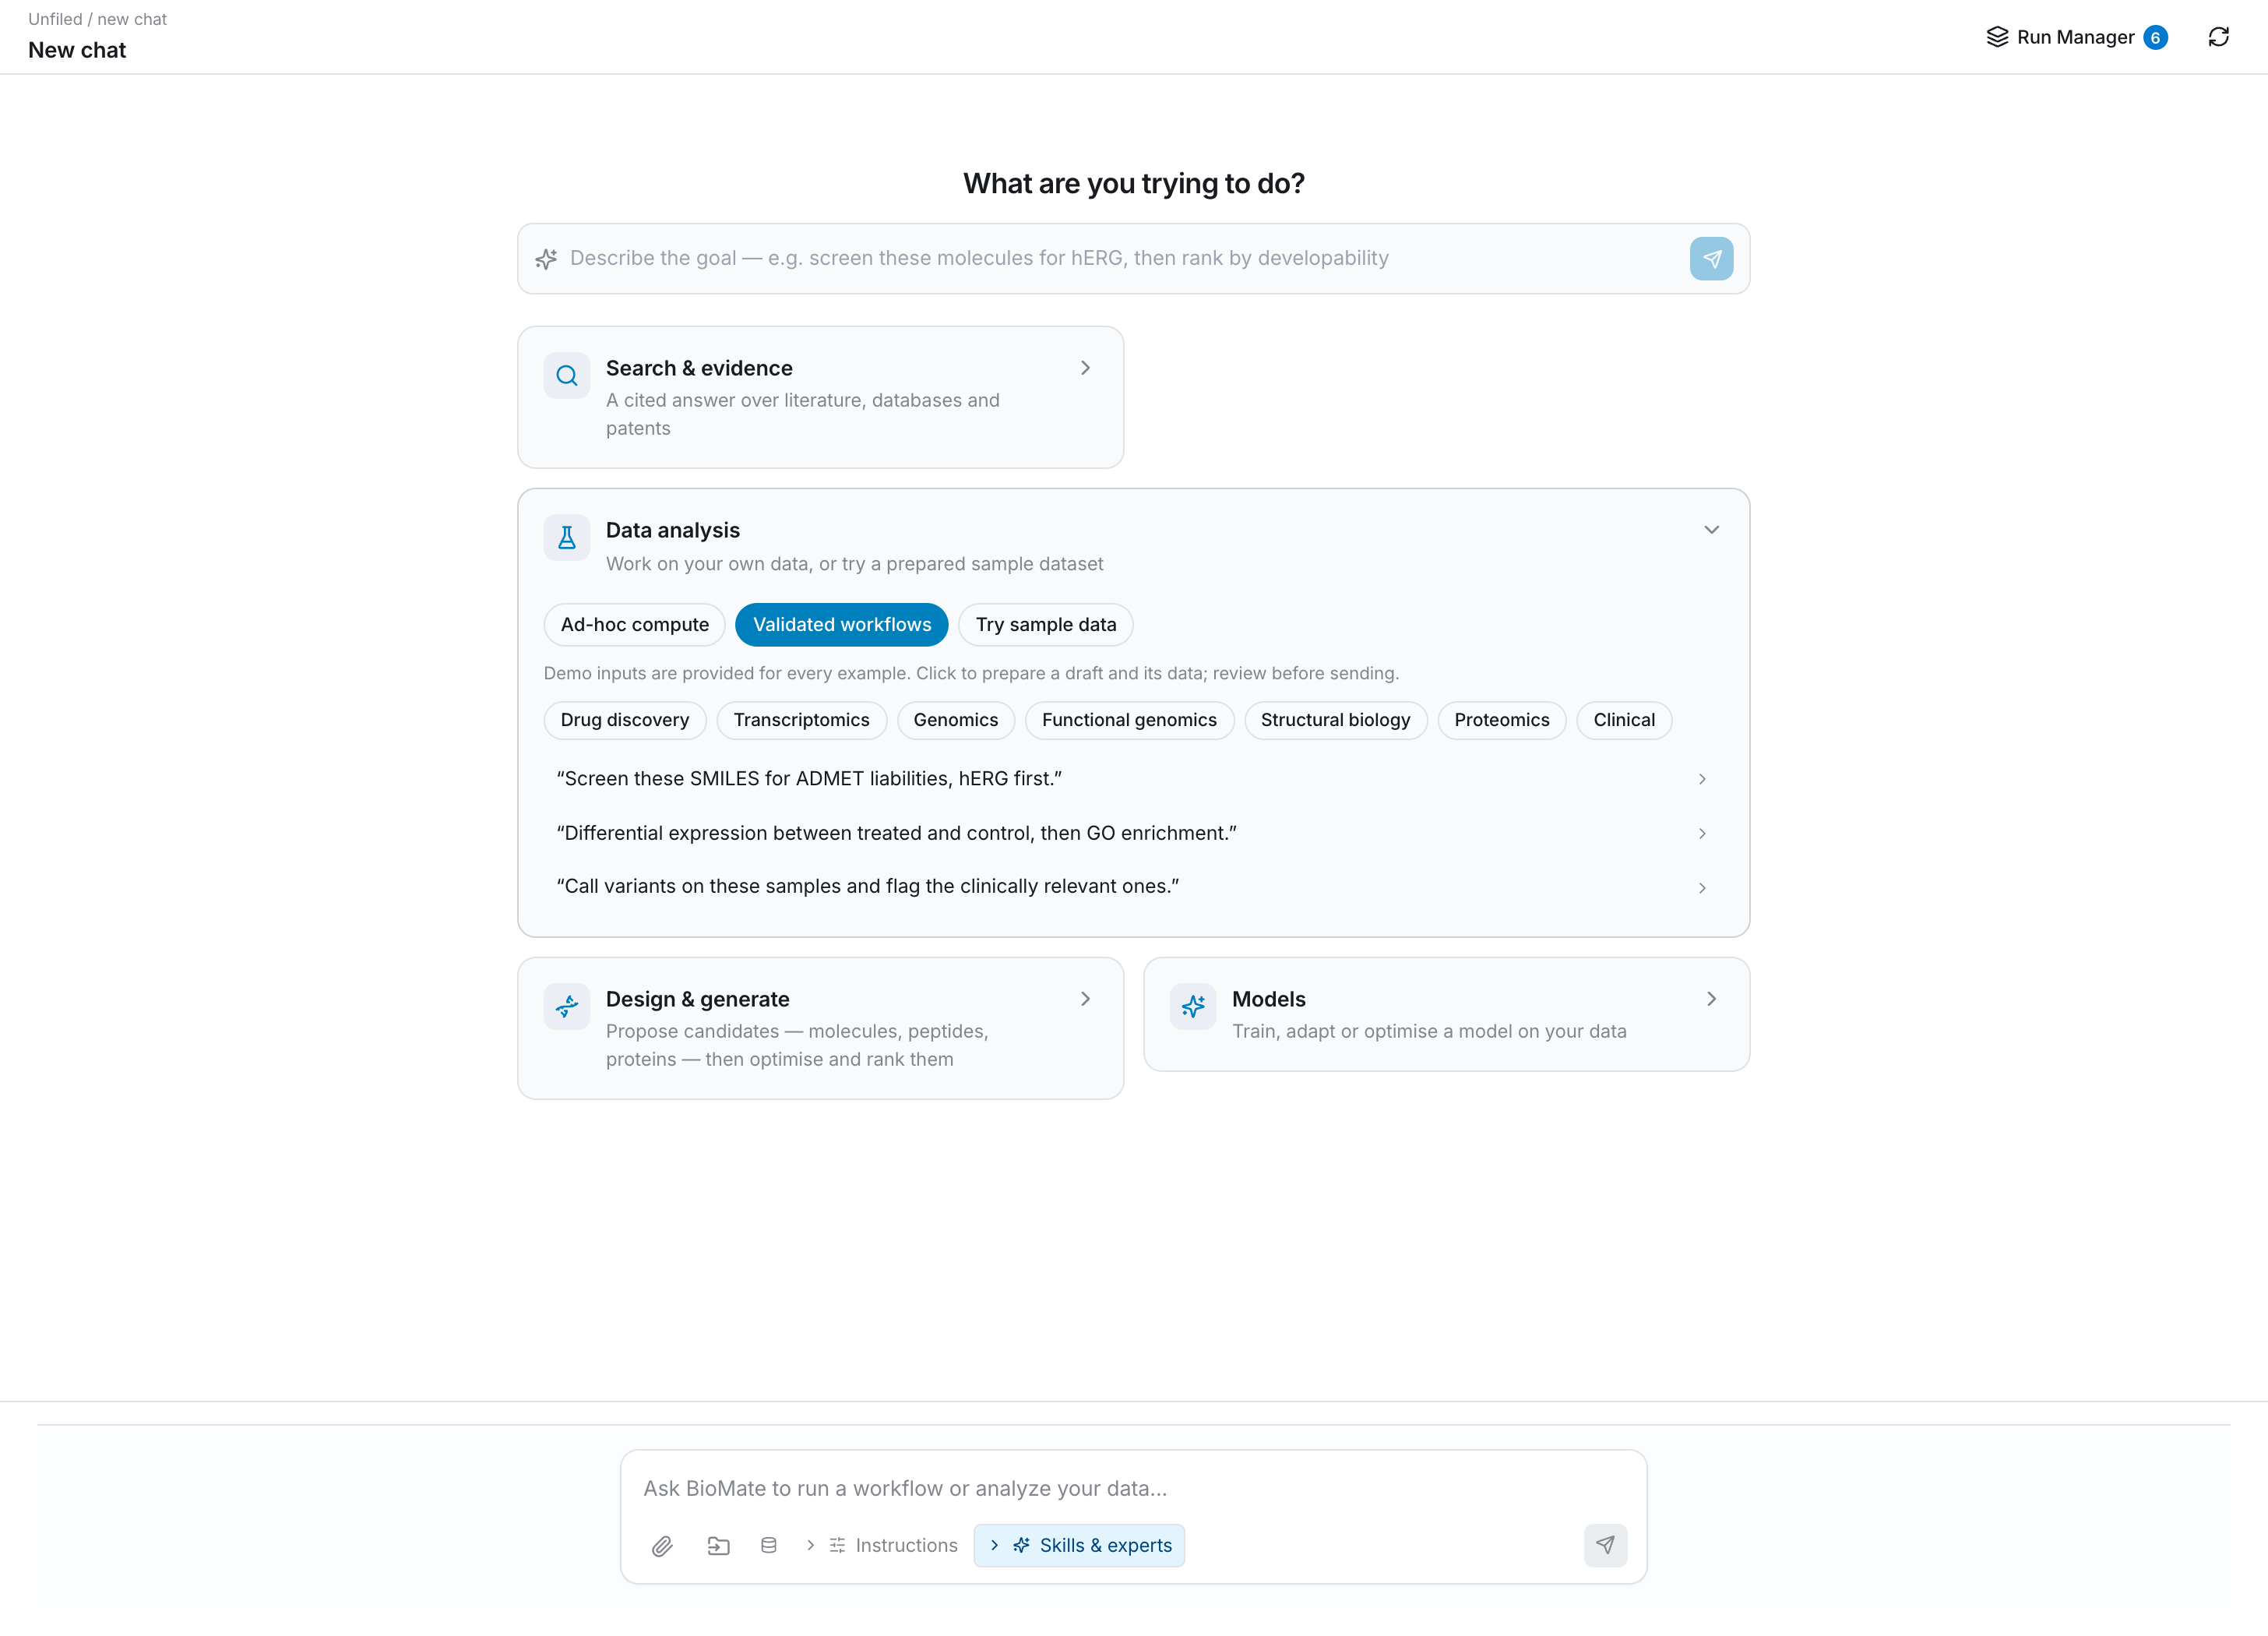 Unfiled / new chat
New chat
Run Manager 6
What are you trying to do?
Describe the goal — e.g. screen these molecules for hERG, then rank by developability
Search & evidence
A cited answer over literature, databases and
patents
Data analysis
Work on your own data, or try a prepared sample dataset
Ad-hoc compute Validated workflows Try sample data
Demo inputs are provided for every example. Click to prepare a draft and its data; review before sending.
Drug discovery Transcriptomics Genomics Functional genomics Structural biology Proteomics Clinical
“Screen these SMILES for ADMET liabilities, hERG first.”
“Differential expression between treated and control, then GO enrichment.”
“Call variants on these samples and flag the clinically relevant ones.”
Design & generate
Propose candidates — molecules, peptides,
proteins — then optimise and rank them
Models
Train, adapt or optimise a model on your data
Ask BioMate to run a workflow or analyze your data...
Instructions Skills & experts